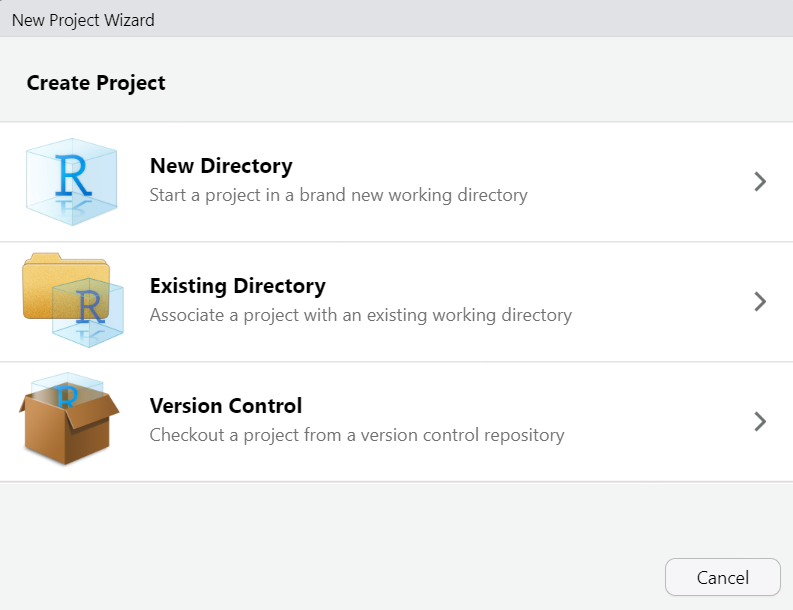 New Project Wizard
Create Project
R
New Directory
Start a project in a brand new working directory
R
Existing Directory
Associate a project with an existing working directory
R
Version Control
Checkout a project from a version control repository
Cancel